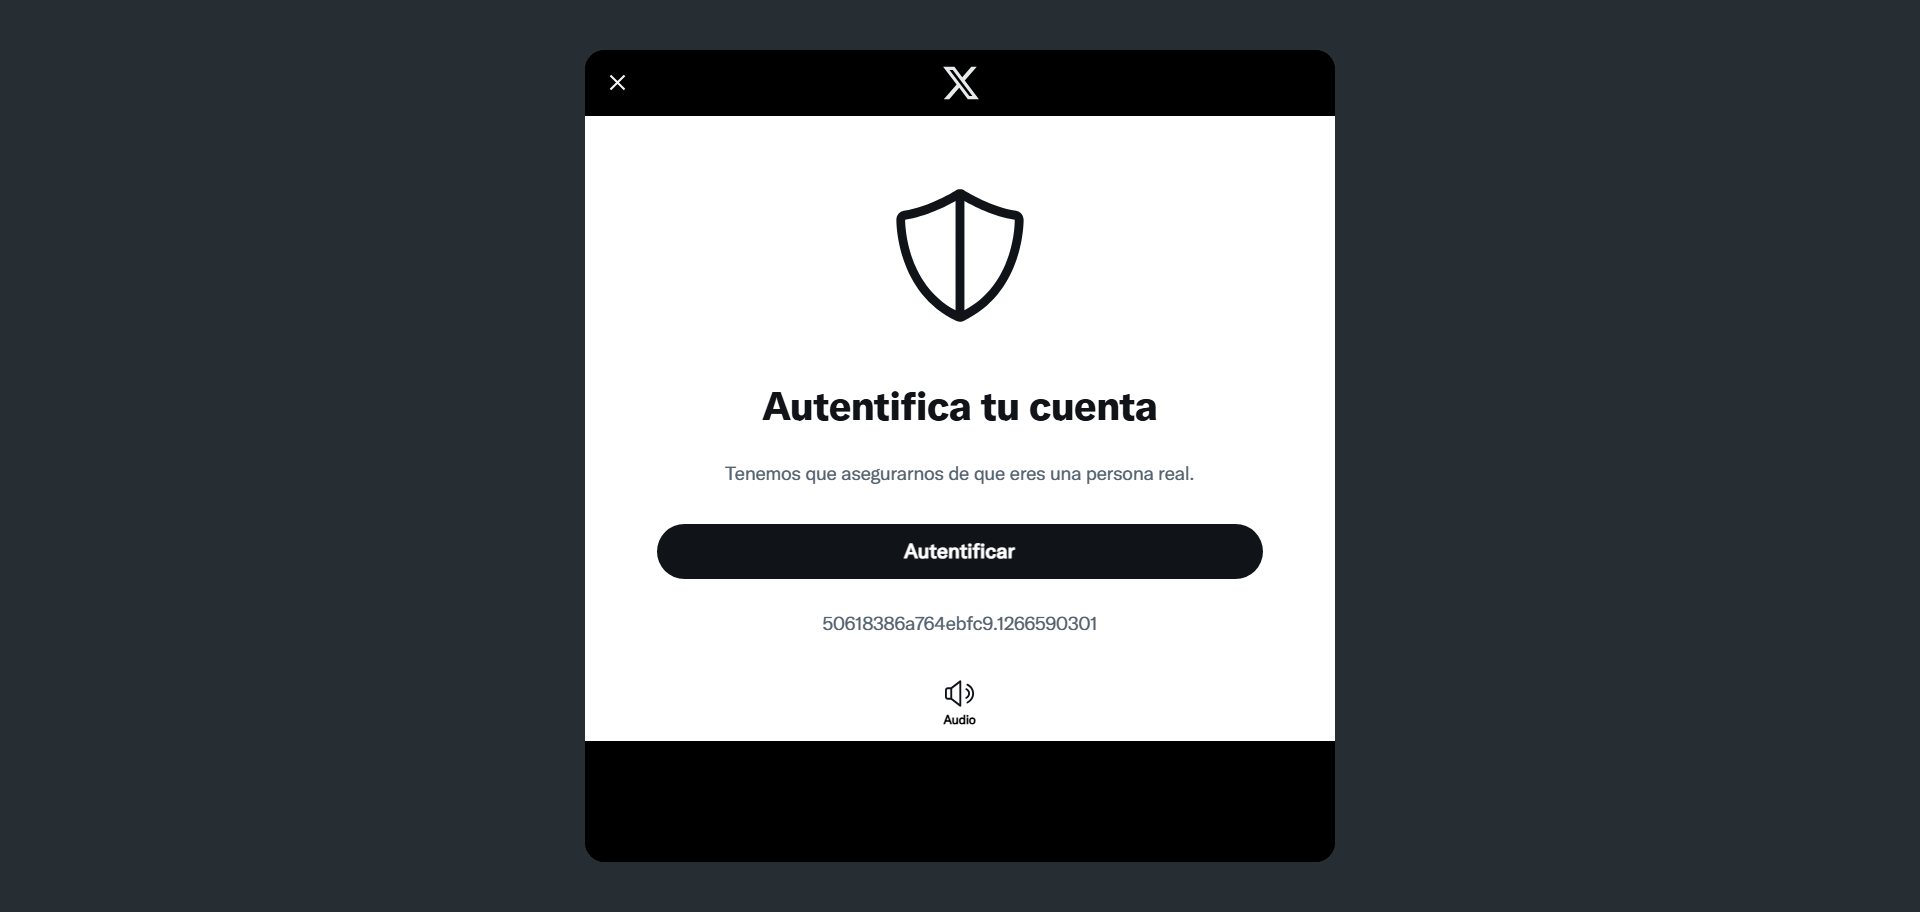 Autentifica tu cuenta
Tenemos que asegurarnos de que eres una persona real.
Autentificar
50618386a764ebfc9.1266590301
Audio